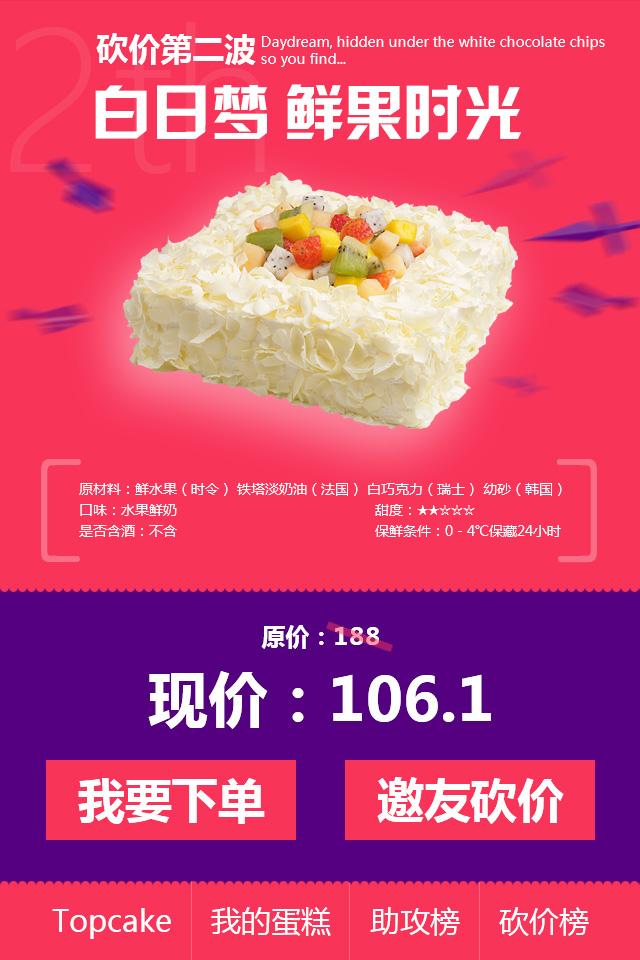 2th
砍价第二波
Daydream, hidden under the white chocolate chips
so you find...
白日梦 鲜果时光
原材料：鲜水果（时令） 铁塔淡奶油（法国） 白巧克力（瑞士） 幼砂（韩国）
口味：水果鲜奶 甜度：★★☆☆☆
是否含酒：不含 保鲜条件：0 - 4℃保藏24小时
原价：188
现价：106.1
我要下单 邀友砍价
Topcake 我的蛋糕 助攻榜 砍价榜